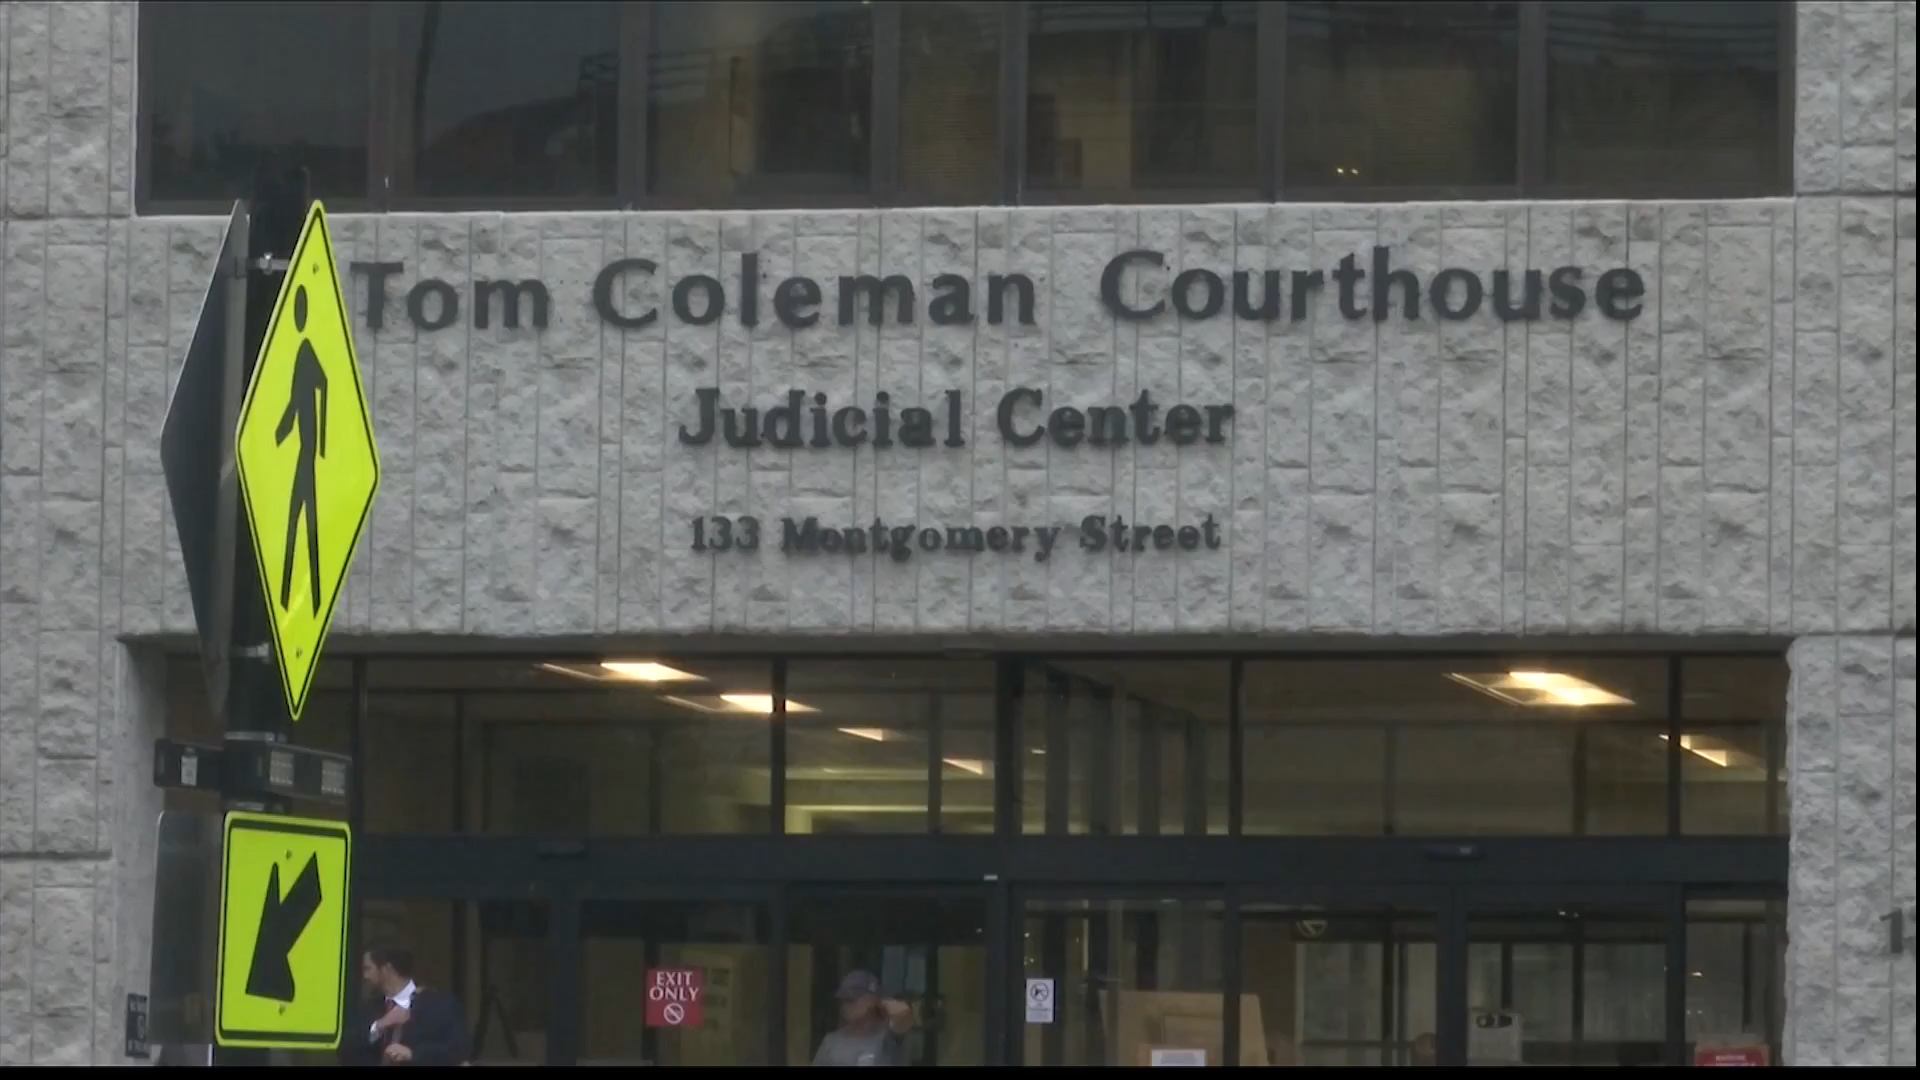 Tom Coleman Courthouse
Judicial Center
133 Montgomery Street
EXIT
ONLY